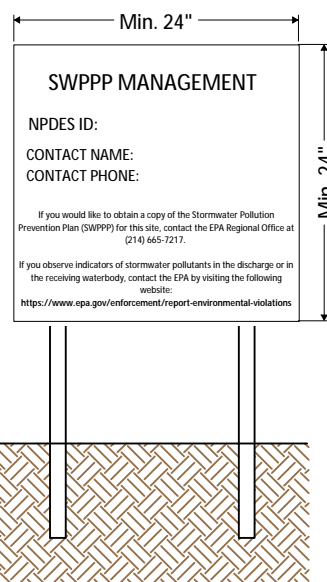 Min. 24"
SWPPP MANAGEMENT
NPDES ID:
CONTACT NAME:
CONTACT PHONE:
If you would like to obtain a copy of the Stormwater Pollution
Prevention Plan (SWPPP) for this site, contact the EPA Regional Office at
(214) 665-7217.
If you observe indicators of stormwater pollutants in the discharge or in
the receiving waterbody, contact the EPA by visiting the following
website:
https://www.epa.gov/enforcement/report-environmental-violations
Min. 24"